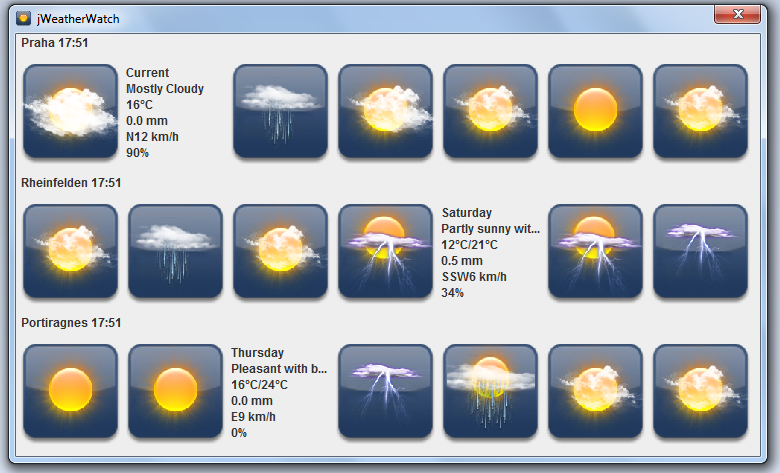 jWeatherWatch
Praha 17:51
Current
Mostly Cloudy
16°C
0.0 mm
N12 km/h
90%
Rheinfelden 17:51
Saturday
Partly sunny wit...
12°C/21°C
0.5 mm
SSW6 km/h
34%
Portiragnes 17:51
Thursday
Pleasant with b...
16°C/24°C
0.0 mm
E9 km/h
0%